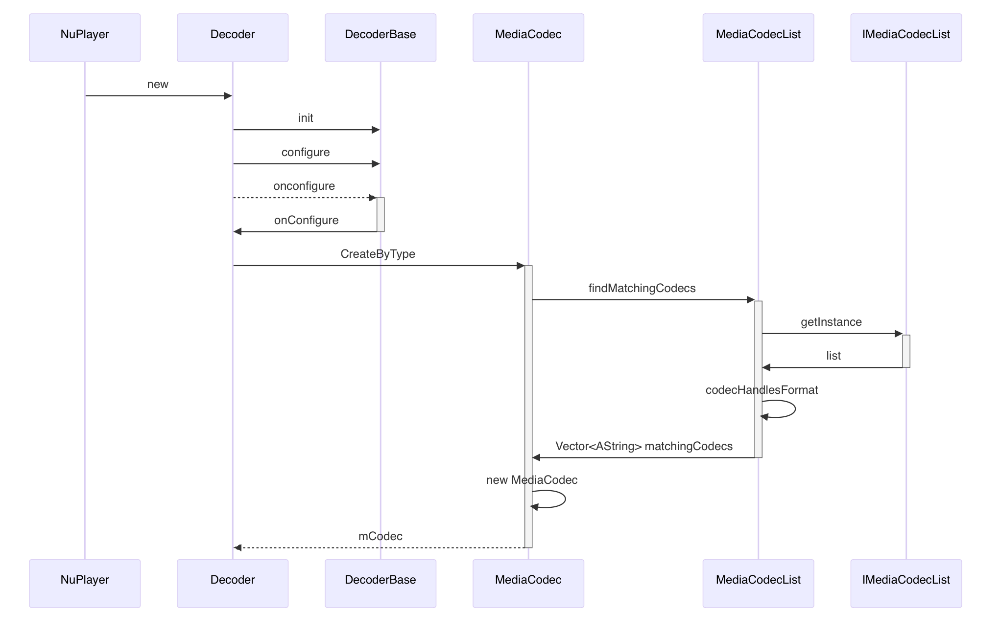 NuPlayer
Decoder
DecoderBase
MediaCodec
MediaCodecList
IMediaCodecList
new
init
configure
onconfigure
onConfigure
CreateByType
findMatchingCodecs
getInstance
list
codecHandlesFormat
Vector<AString> matchingCodecs
new MediaCodec
mCodec
NuPlayer
Decoder
DecoderBase
MediaCodec
MediaCodecList
IMediaCodecList